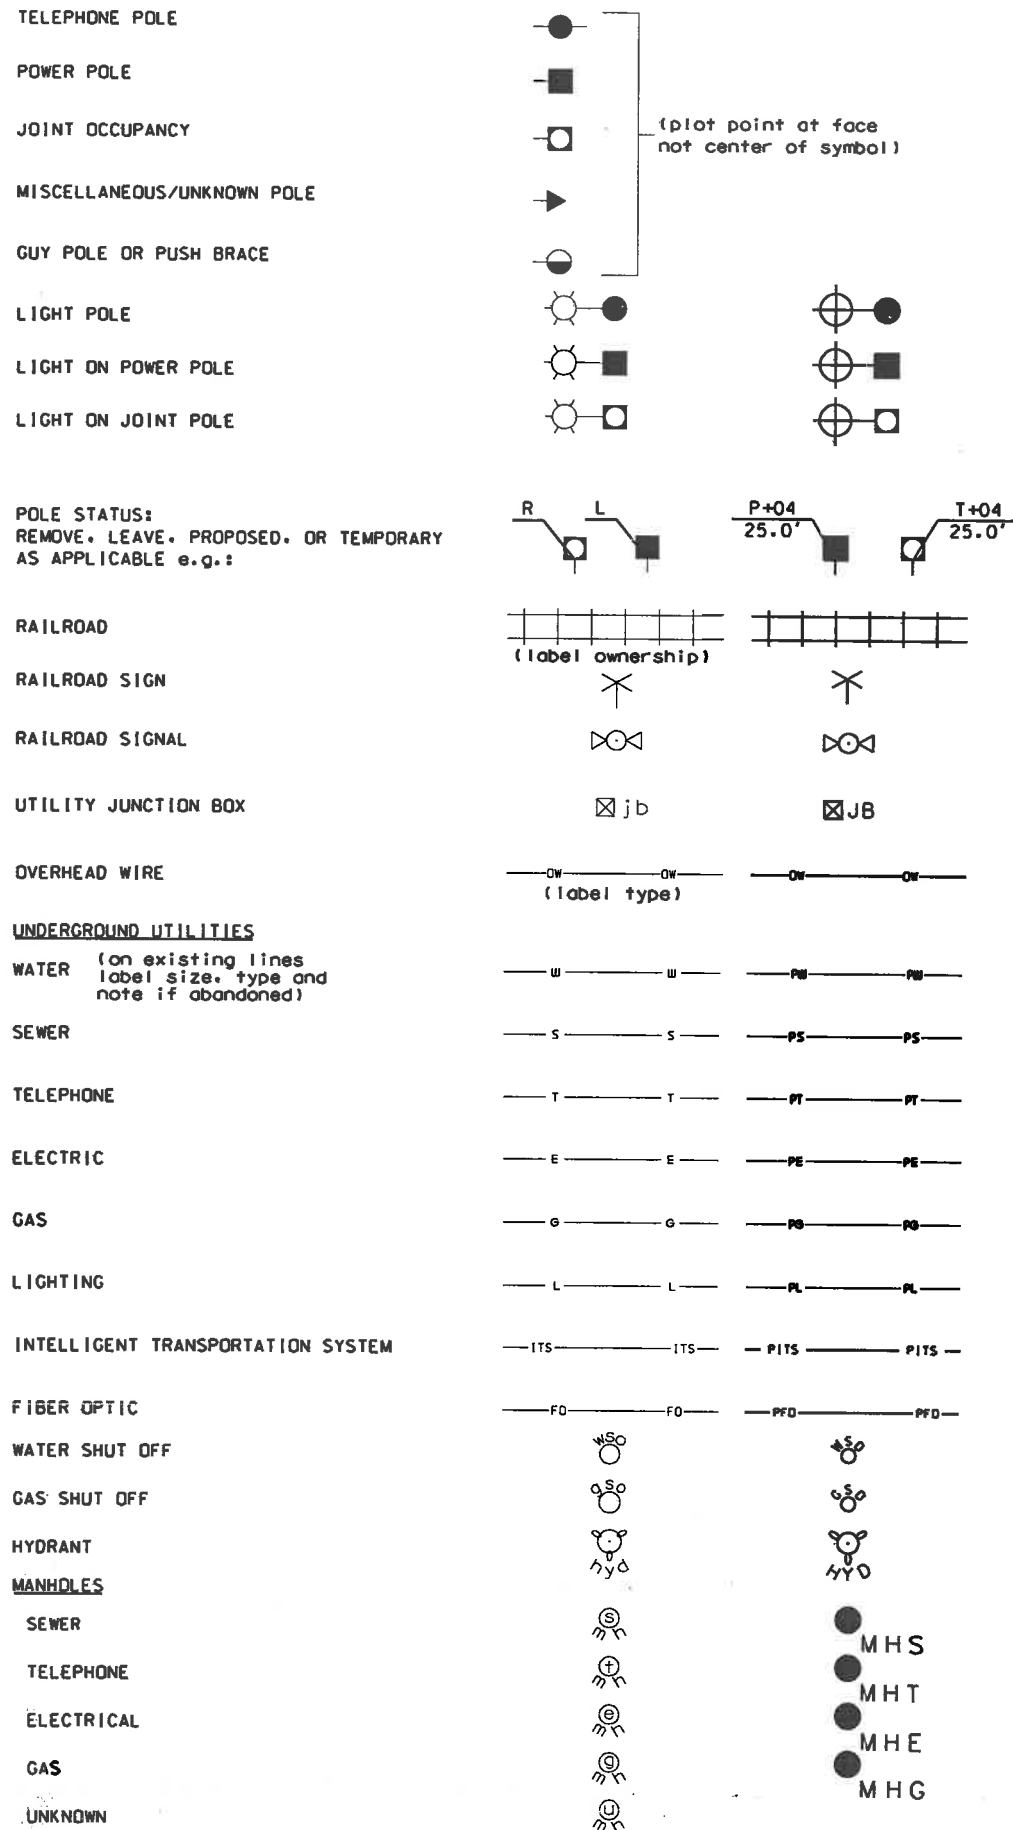 TELEPHONE POLE
POWER POLE
JOINT OCCUPANCY
(plot point at face
not center of symbol)
MISCELLANEOUS/UNKNOWN POLE
GUY POLE OR PUSH BRACE
LIGHT POLE
LIGHT ON POWER POLE
LIGHT ON JOINT POLE
POLE STATUS:
REMOVE, LEAVE, PROPOSED, OR TEMPORARY
AS APPLICABLE e.g.:
R L P+04 T+04
25.0' 25.0'
RAILROAD
(label ownership)
RAILROAD SIGN
RAILROAD SIGNAL
UTILITY JUNCTION BOX jb JB
OVERHEAD WIRE OW OW OW OW
(label type)
UNDERGROUND UTILITIES
WATER (on existing lines
label size, type and
note if abandoned)
W W PW PW
SEWER S S PS PS
TELEPHONE T T PT PT
ELECTRIC E E PE PE
GAS G G PG PG
LIGHTING L L PL PL
INTELLIGENT TRANSPORTATION SYSTEM ITS ITS PITS PITS
FIBER OPTIC FO FO PFO PFO
WATER SHUT OFF wso WSO
GAS SHUT OFF gso GSO
HYDRANT hyd HYD
MANHOLES
SEWER s mh MHS
TELEPHONE t mh MHT
ELECTRICAL e mh MHE
GAS g mh MHG
UNKNOWN u mh